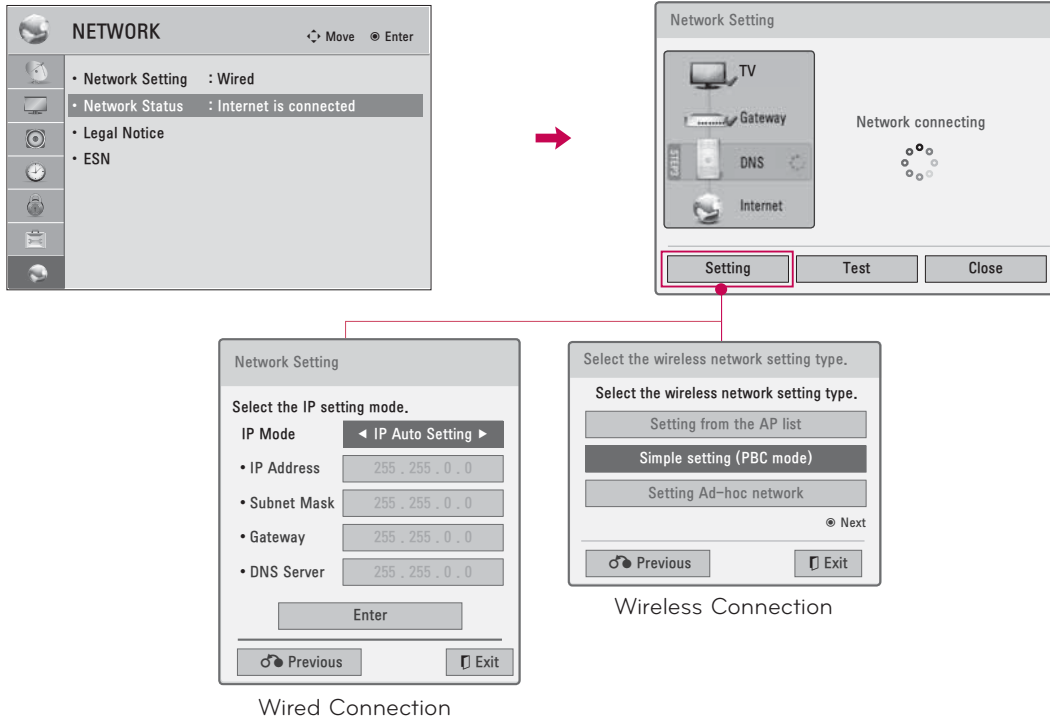 NETWORK
Move Enter
• Network Setting : Wired
• Network Status : Internet is connected
• Legal Notice
• ESN
Network Setting
TV
Gateway
STEP3
DNS
Internet
Network connecting
Setting Test Close
Network Setting
Select the IP setting mode.
IP Mode ◄ IP Auto Setting ►
• IP Address 255 . 255 . 0 . 0
• Subnet Mask 255 . 255 . 0 . 0
• Gateway 255 . 255 . 0 . 0
• DNS Server 255 . 255 . 0 . 0
Enter
Previous Exit
Wired Connection
Select the wireless network setting type.
Select the wireless network setting type.
Setting from the AP list
Simple setting (PBC mode)
Setting Ad-hoc network
Next
Previous Exit
Wireless Connection